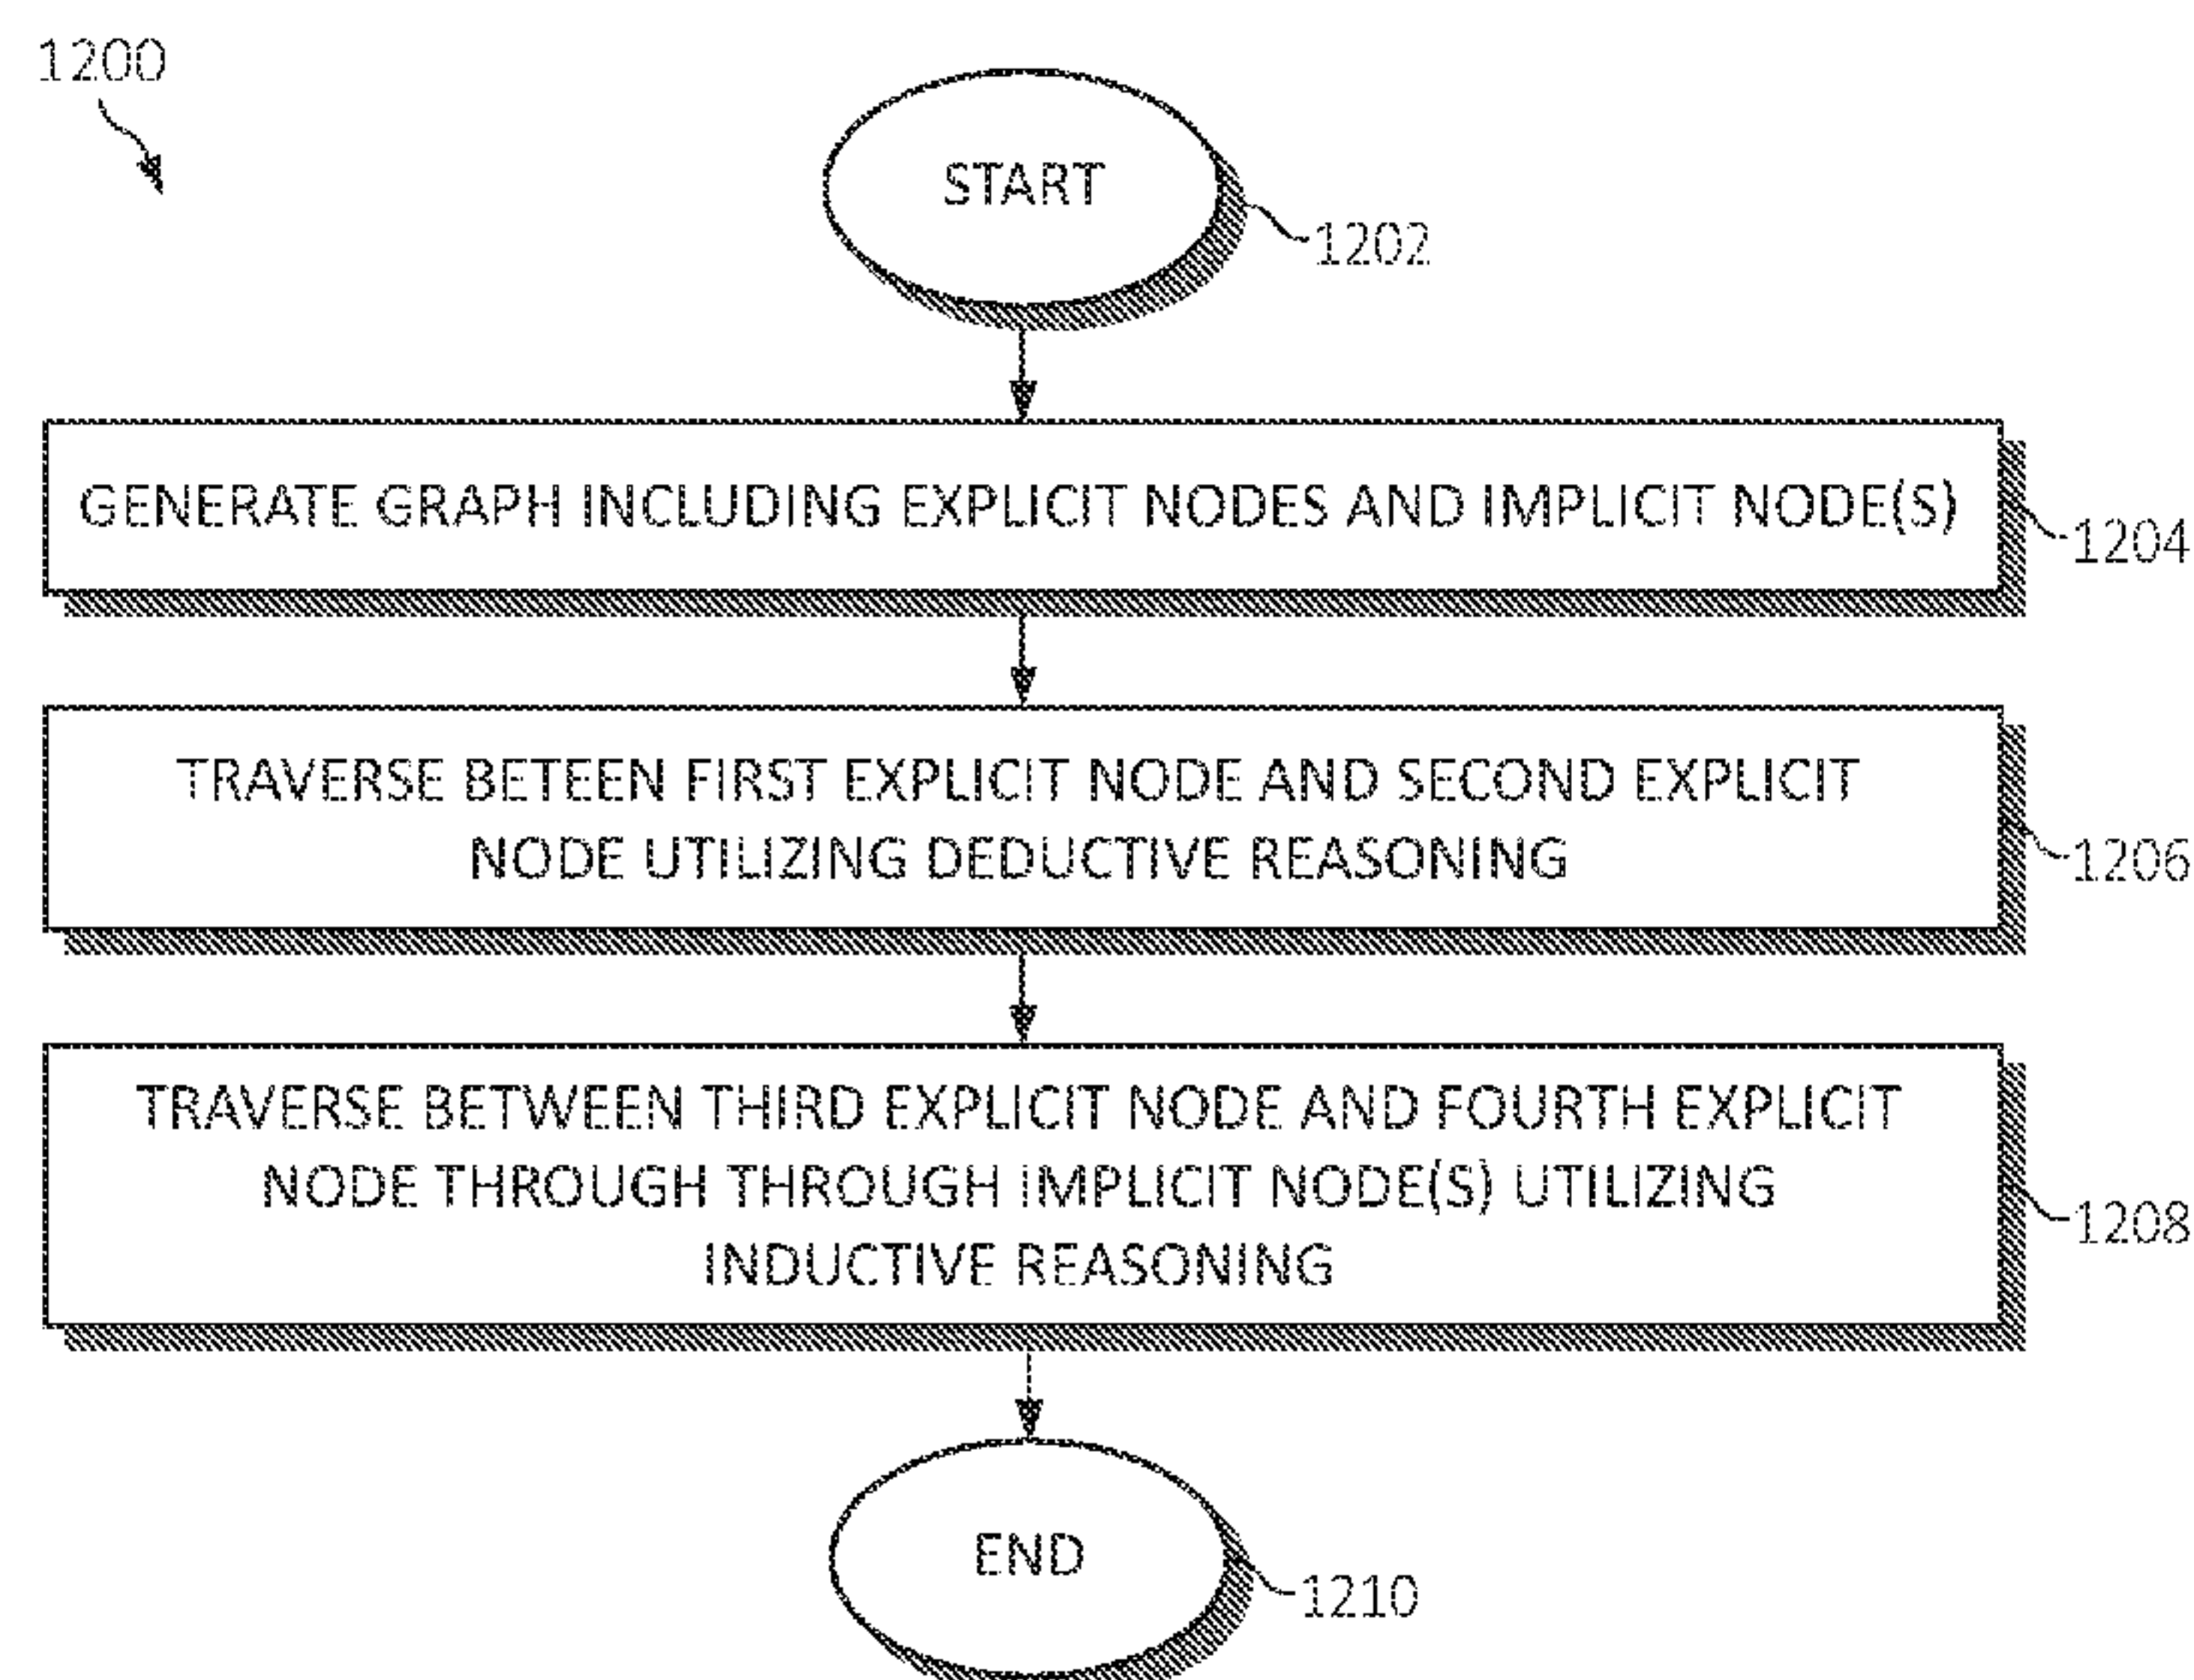 1200
START
1202
GENERATE GRAPH INCLUDING EXPLICIT NODES AND IMPLICIT NODE(S)
1204
TRAVERSE BETEEN FIRST EXPLICIT NODE AND SECOND EXPLICIT
NODE UTILIZING DEDUCTIVE REASONING
1206
TRAVERSE BETWEEN THIRD EXPLICIT NODE AND FOURTH EXPLICIT
NODE THROUGH THROUGH IMPLICIT NODE(S) UTILIZING
INDUCTIVE REASONING
1208
END
1210